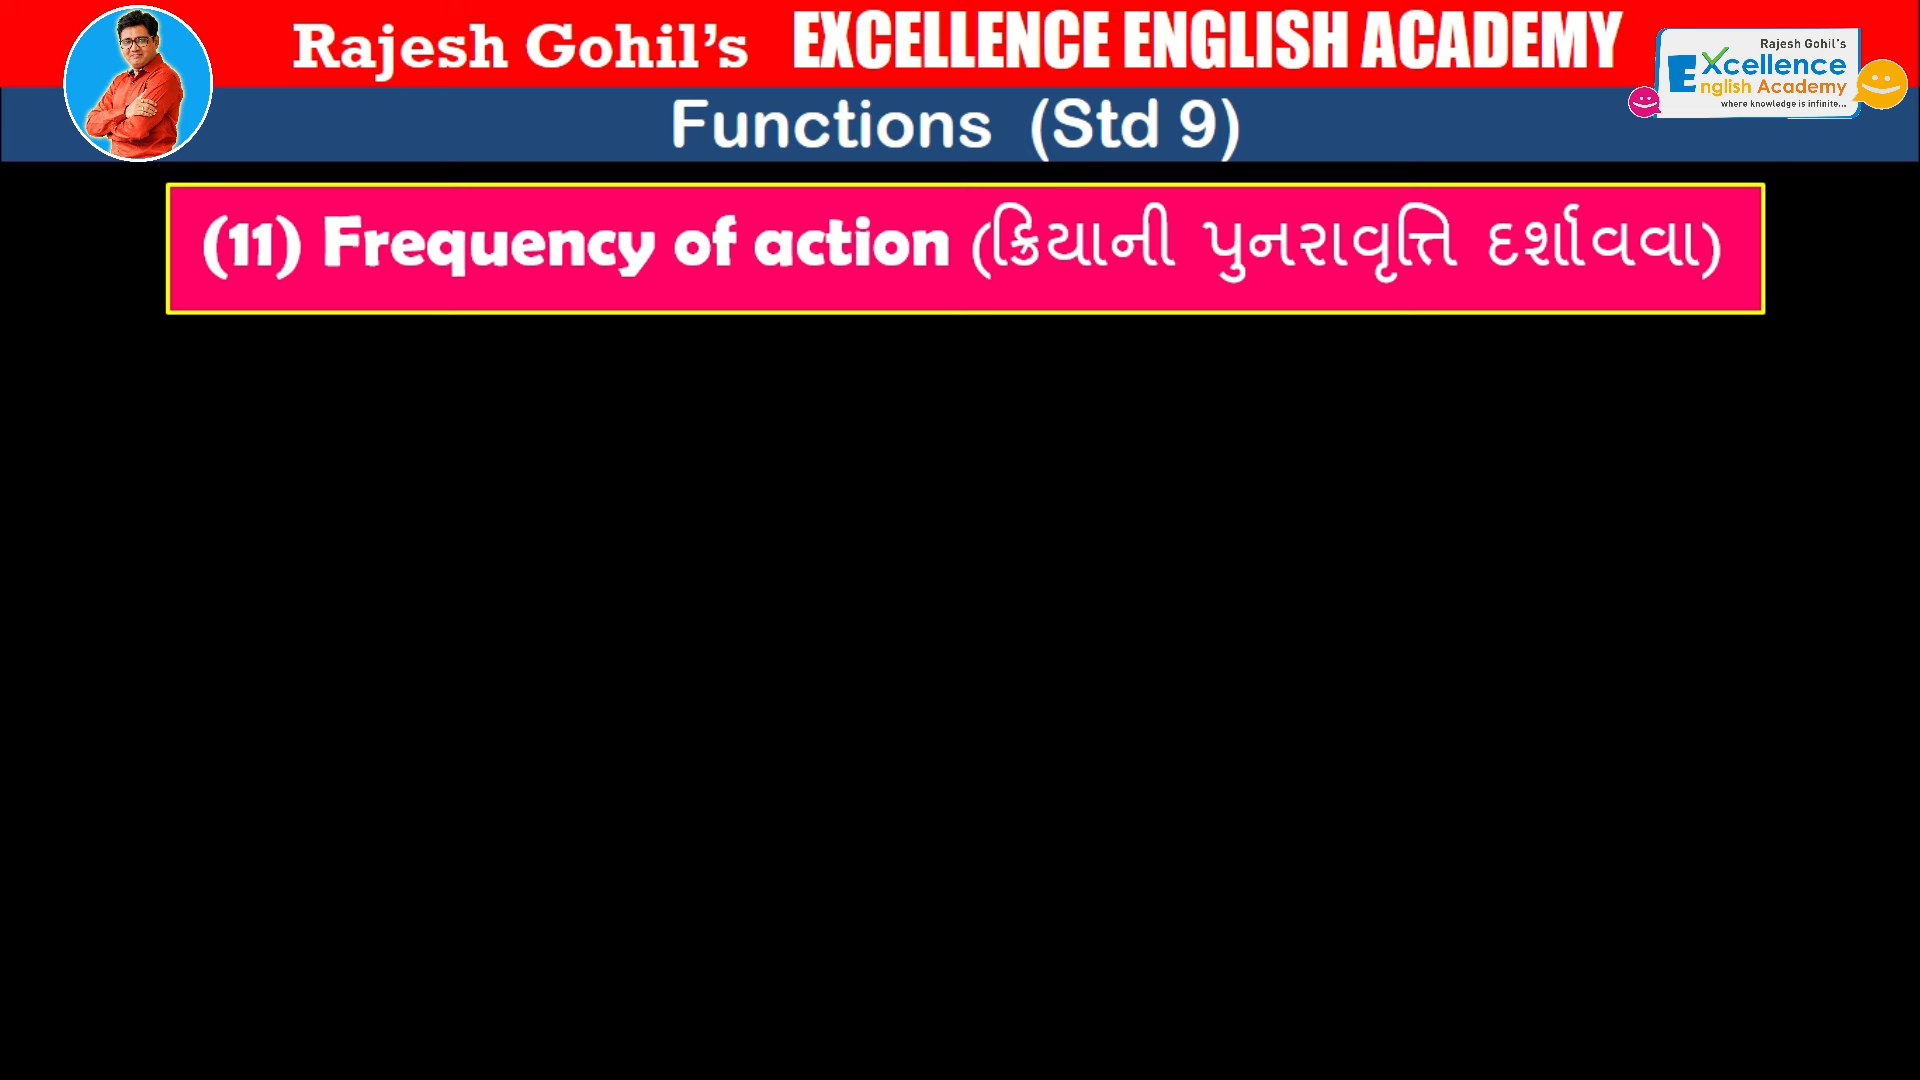 Rajesh Gohil’s EXCELLENCE ENGLISH ACADEMY
Rajesh Gohil's
Excellence
English Academy
where knowledge is infinite...
Functions (Std 9)
(11) Frequency of action (ક્રિયાની પુનરાવૃત્તિ દર્શાવવા)